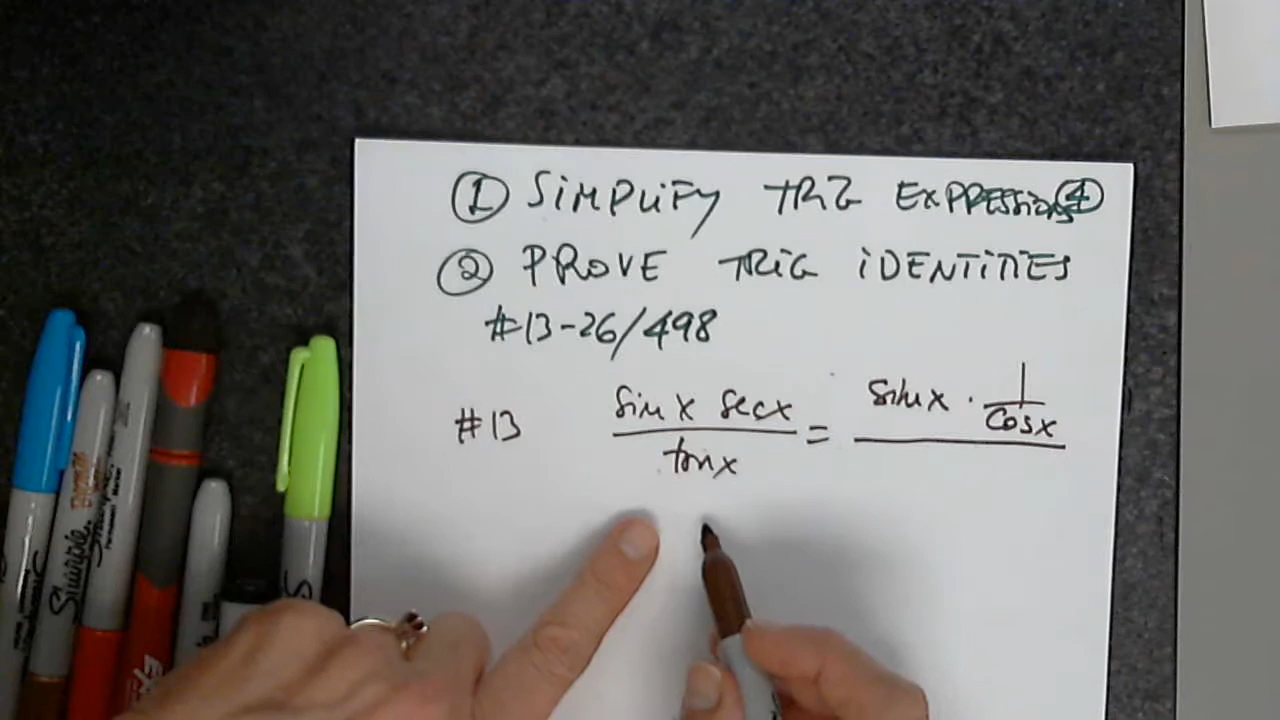 ① SIMPLIFY TRIG EXPRESSIONS ④
② PROVE TRIG IDENTITIES
#13-26/498
#13 sin x sec x / tan x = sin x · 1/cos x
Sharpie